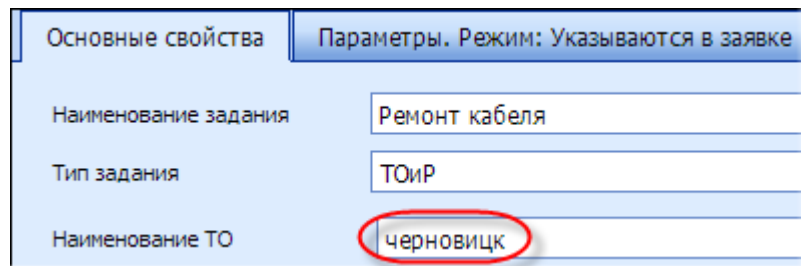 Основные свойства Параметры. Режим: Указываются в заявке
Наименование задания Ремонт кабеля
Тип задания ТОиР
Наименование ТО черновицк